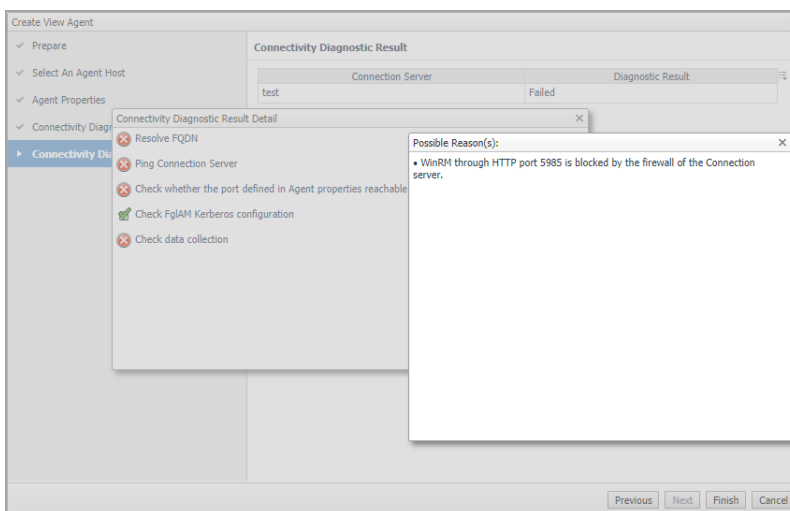 Create View Agent
Prepare
Select An Agent Host
Agent Properties
Connectivity Diagr
Connectivity Dia
Connectivity Diagnostic Result
Connection Server Diagnostic Result
test Failed
Connectivity Diagnostic Result Detail
Resolve FQDN
Ping Connection Server
Check whether the port defined in Agent properties reachable
Check FglAM Kerberos configuration
Check data collection
Possible Reason(s):
• WinRM through HTTP port 5985 is blocked by the firewall of the Connection
server.
Previous Next Finish Cancel